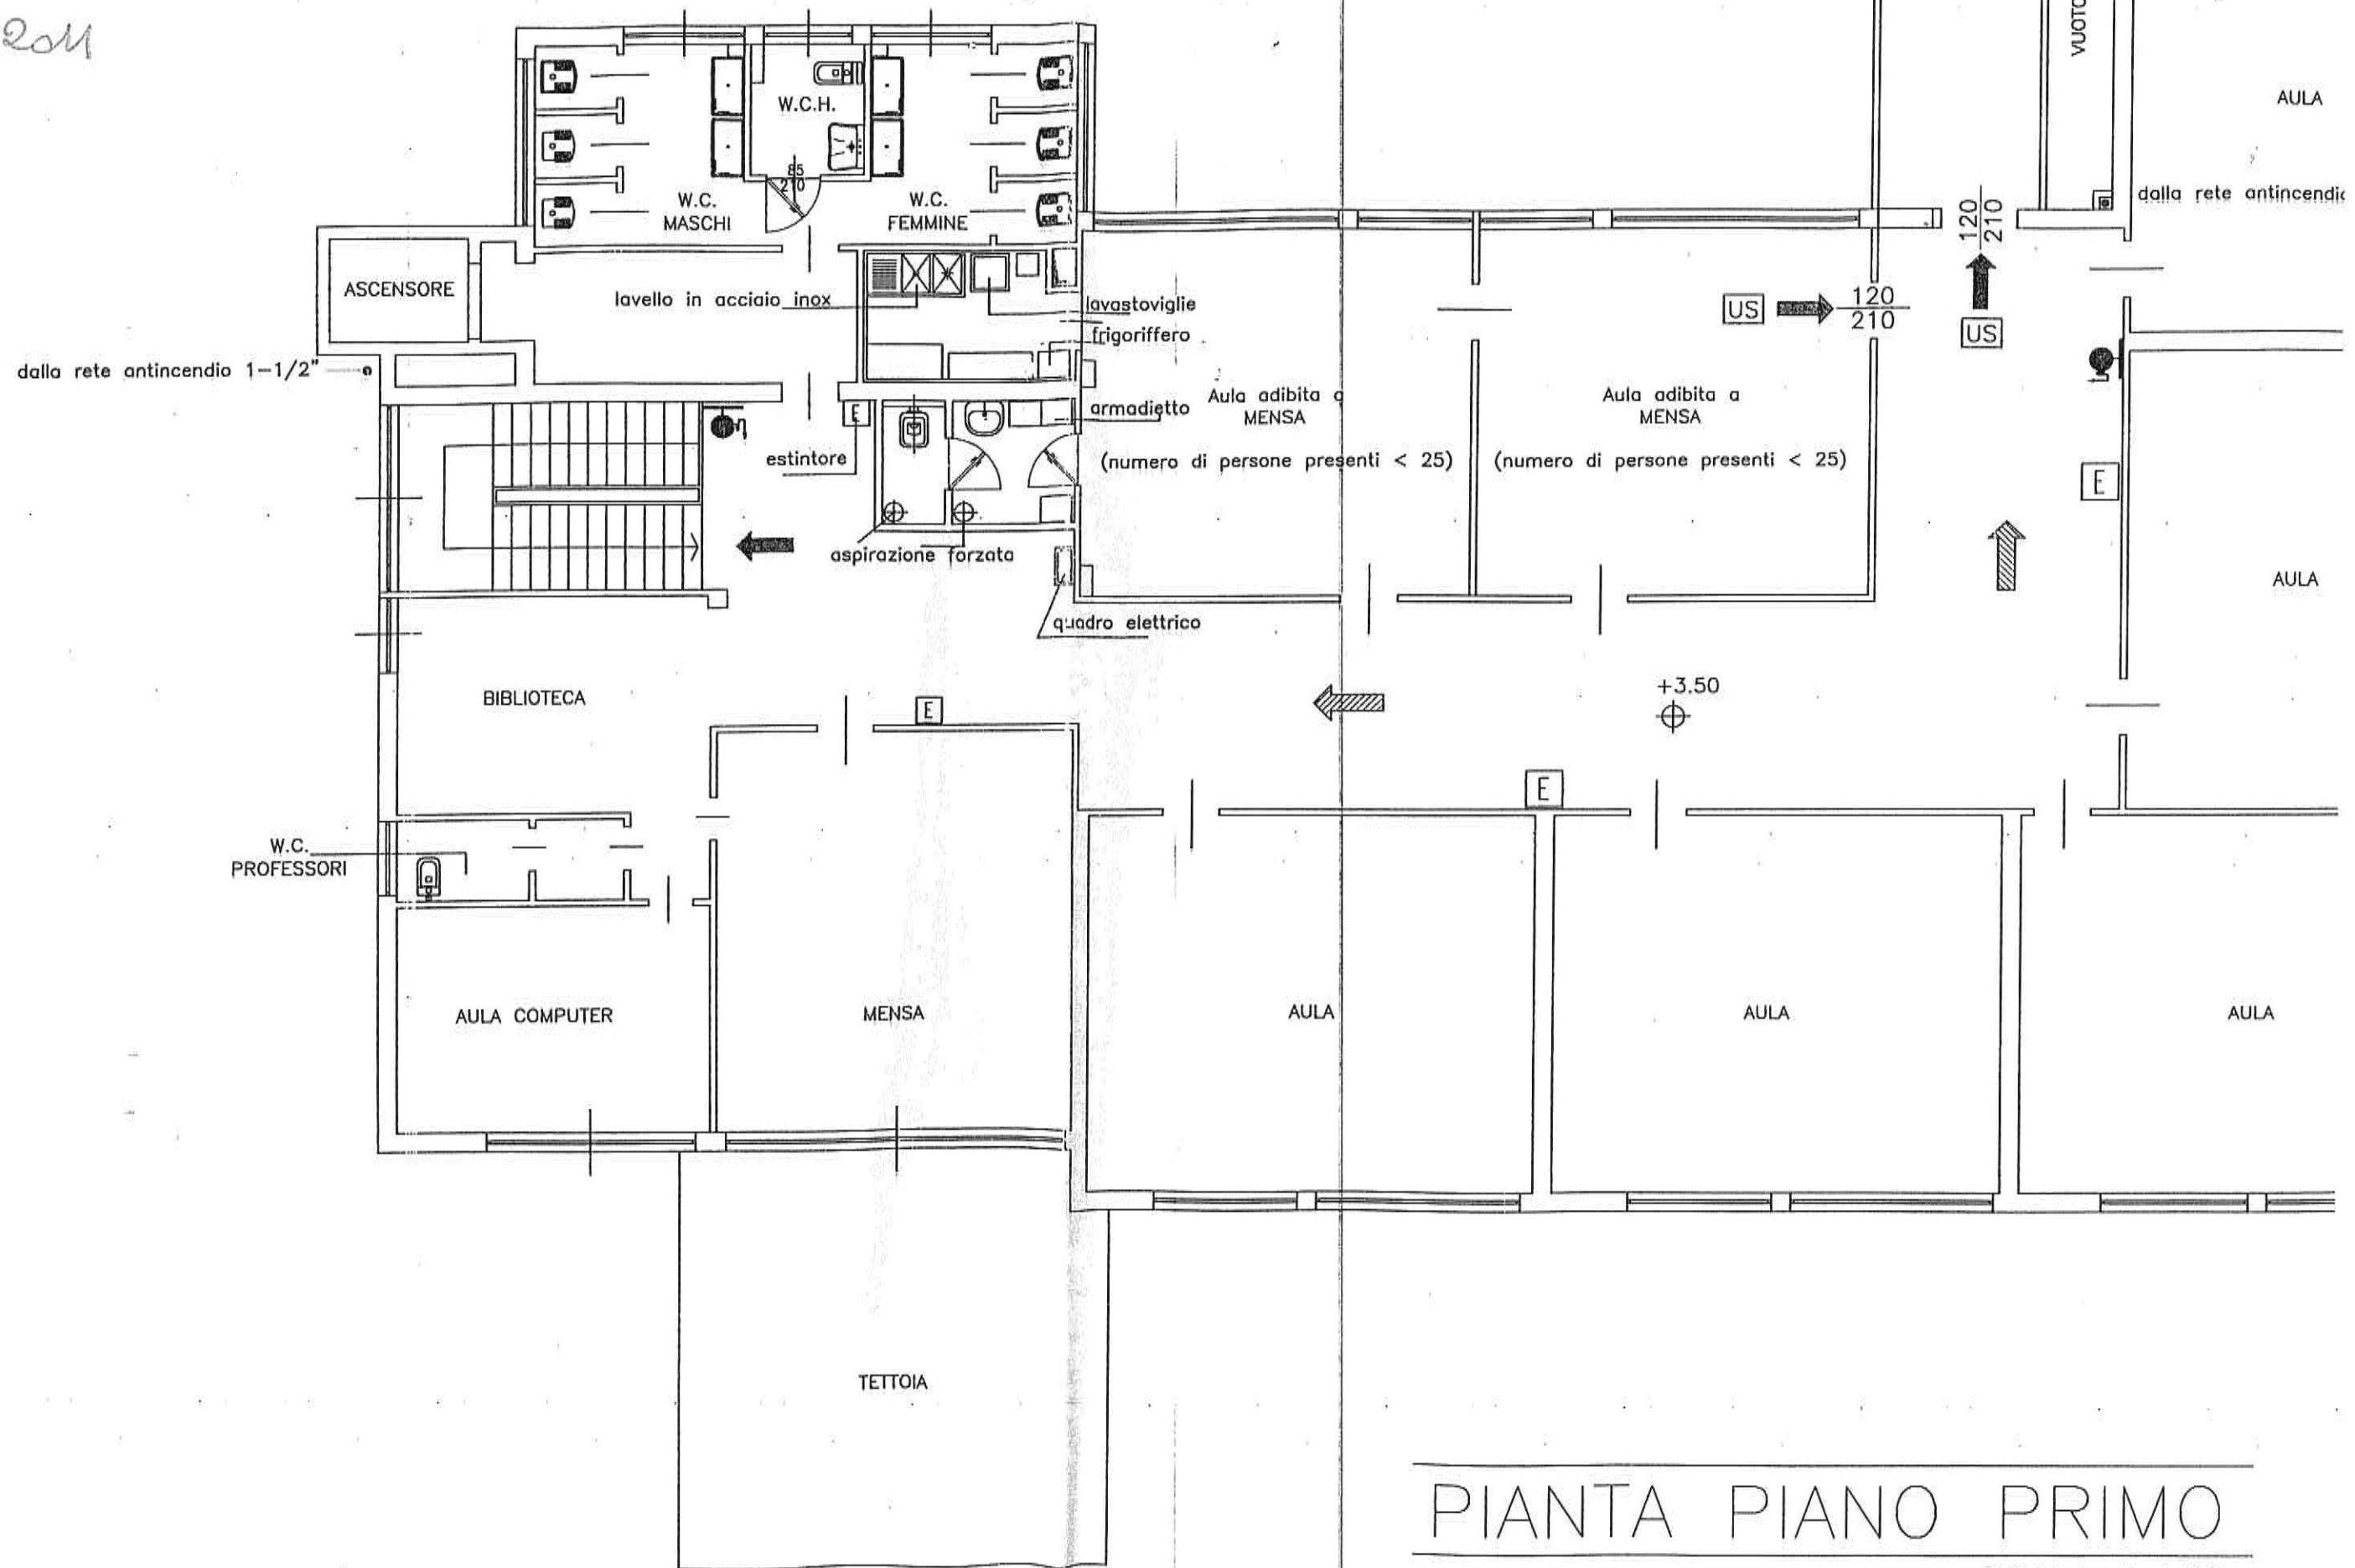 2011
VUOTO
AULA
W.C.H.
85
210
W.C.
MASCHI
W.C.
FEMMINE
dalla rete antincendio
120
210
ASCENSORE
lavello in acciaio inox
lavastoviglie
frigoriffero
US
120
210
US
dalla rete antincendio 1-1/2"
Aula adibita a
MENSA
(numero di persone presenti < 25)
Aula adibita a
MENSA
(numero di persone presenti < 25)
armadietto
E
estintore
E
aspirazione forzata
AULA
quadro elettrico
BIBLIOTECA
E
+3.50
E
W.C.
PROFESSORI
AULA COMPUTER
MENSA
AULA
AULA
AULA
TETTOIA
PIANTA PIANO PRIMO